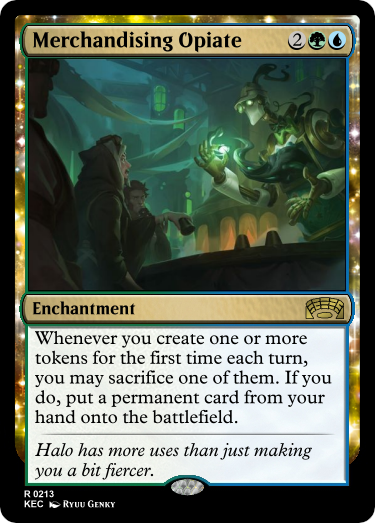 Merchandising Opiate 2
Enchantment
Whenever you create one or more
tokens for the first time each turn,
you may sacrifice one of them. If you
do, put a permanent card from your
hand onto the battlefield.
Halo has more uses than just making
you a bit fiercer.
R 0213
KEC Ryuu Genky